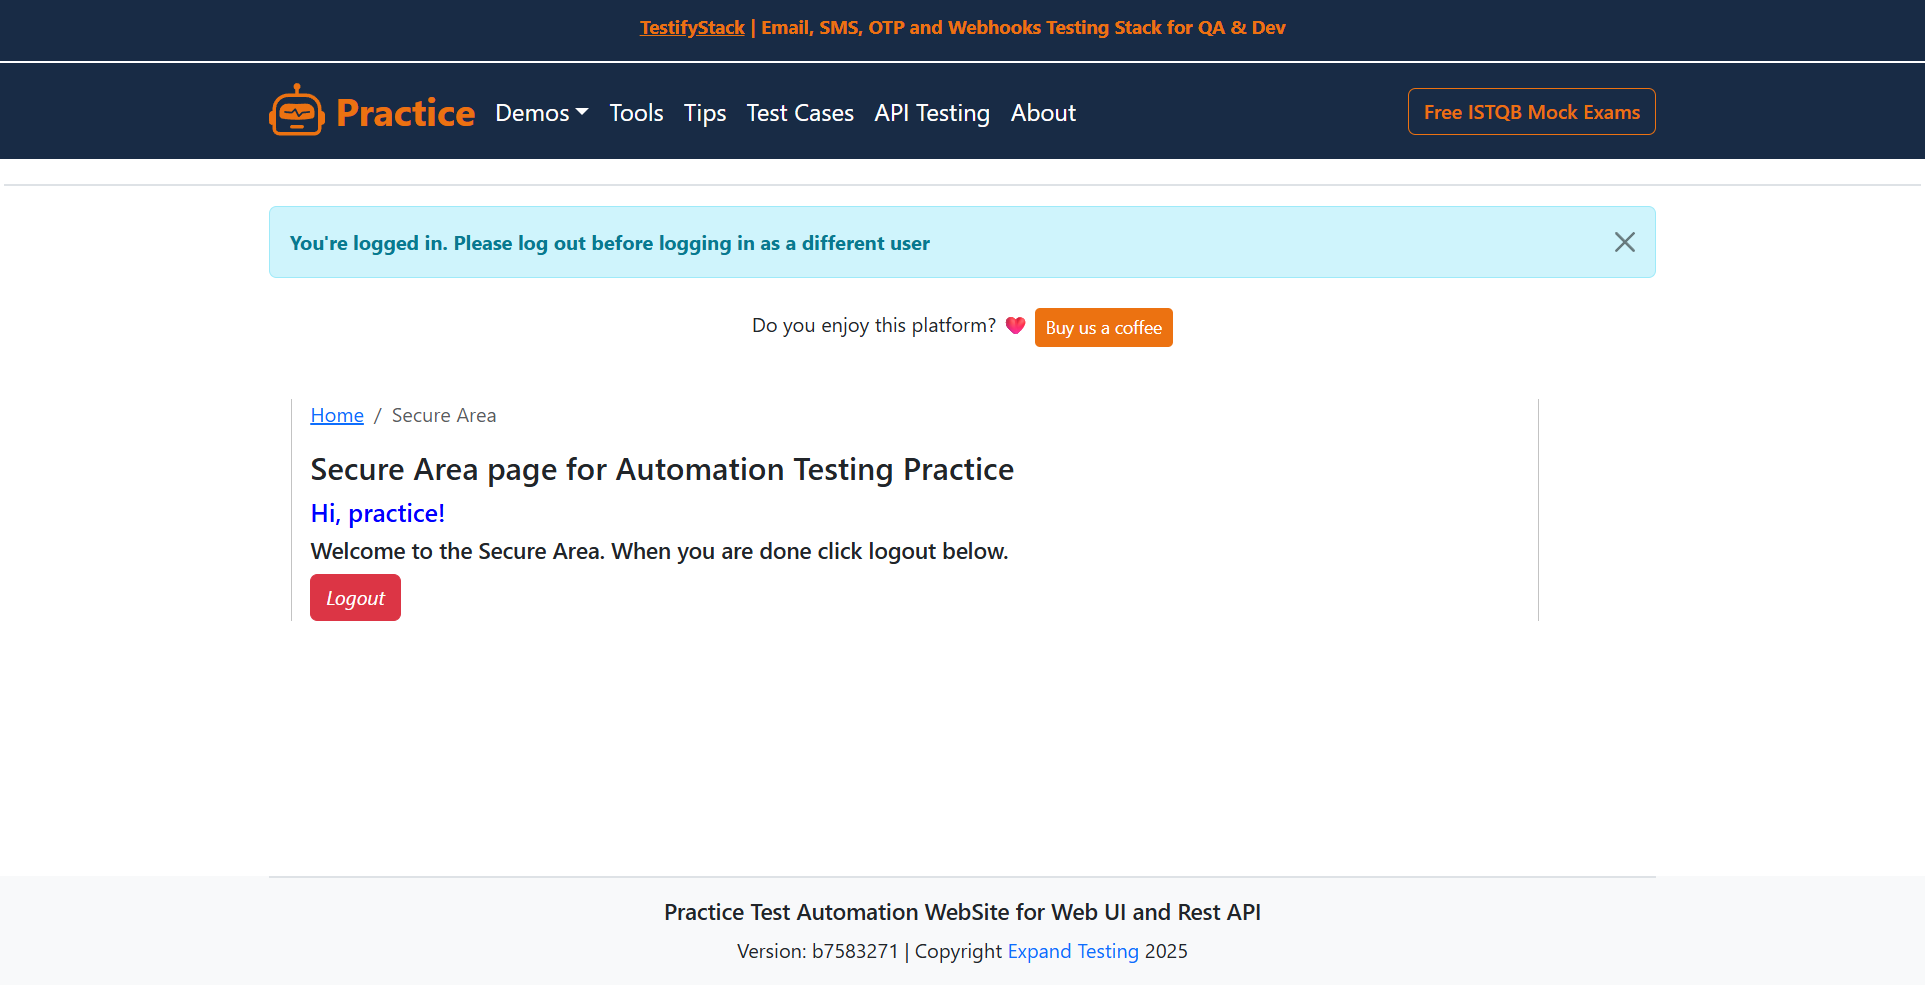 TestifyStack | Email, SMS, OTP and Webhooks Testing Stack for QA & Dev
Practice Demos Tools Tips Test Cases API Testing About Free ISTQB Mock Exams
You're logged in. Please log out before logging in as a different user
Do you enjoy this platform? Buy us a coffee
Home / Secure Area
Secure Area page for Automation Testing Practice
Hi, practice!
Welcome to the Secure Area. When you are done click logout below.
Logout
Practice Test Automation WebSite for Web UI and Rest API
Version: b7583271 | Copyright Expand Testing 2025